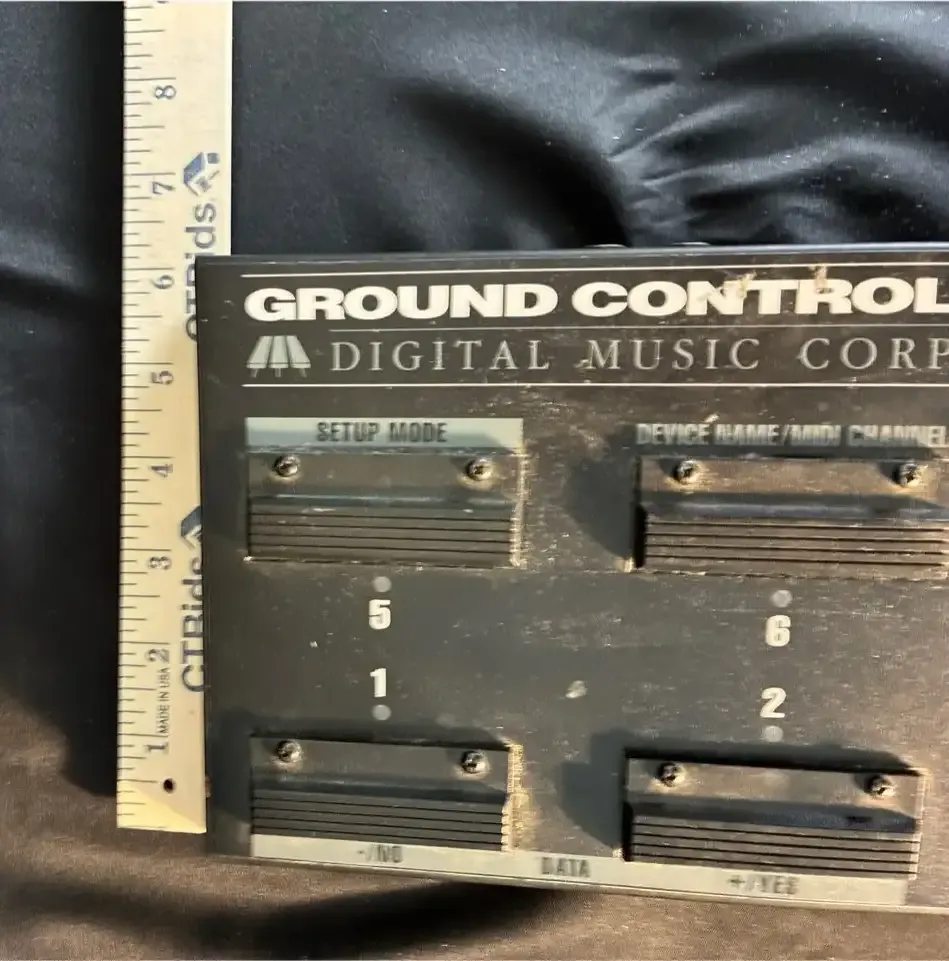 8
7
6
5
4
3
2
1
MADE IN USA
CTBids
GROUND CONTROL
DIGITAL MUSIC CORP
SETUP MODE
DEVICE NAME/MIDI CHANNEL
5
6
1
2
-/NO
DATA
+/YES